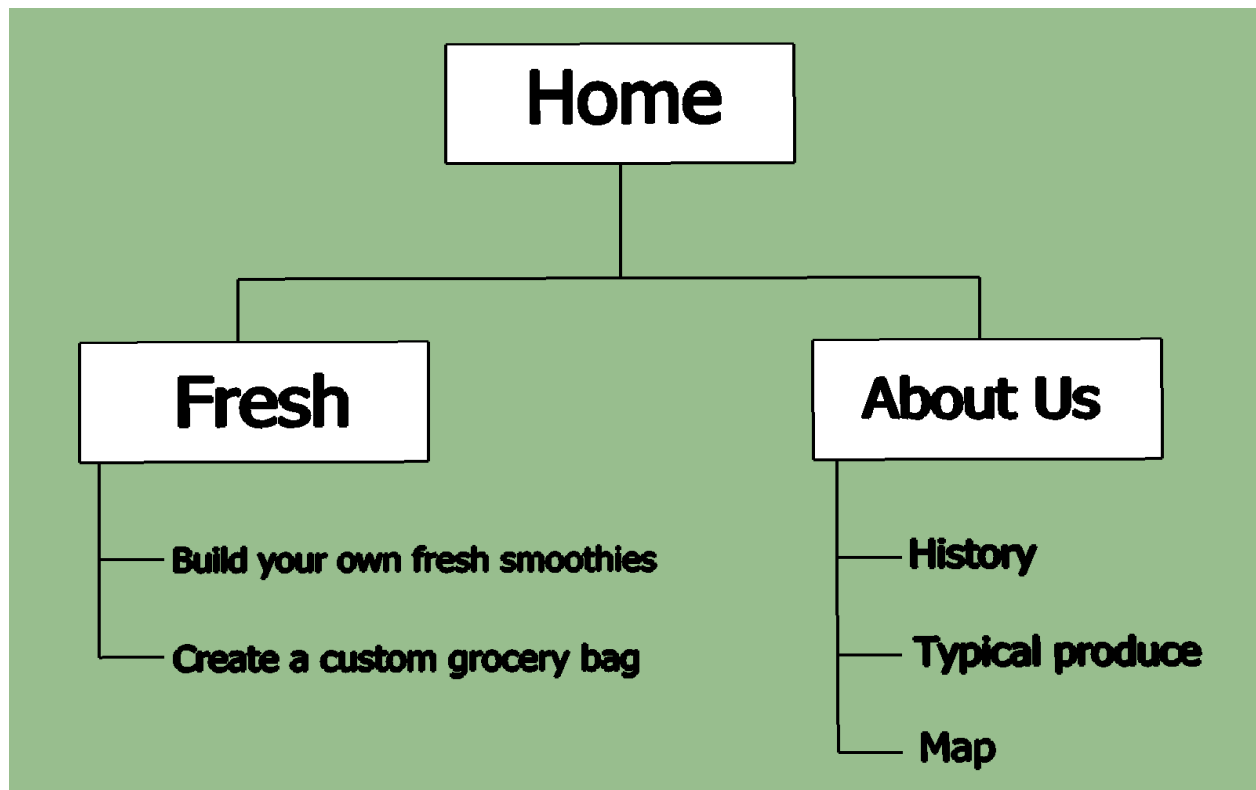 Home
Fresh
About Us
Build your own fresh smoothies
Create a custom grocery bag
History
Typical produce
Map